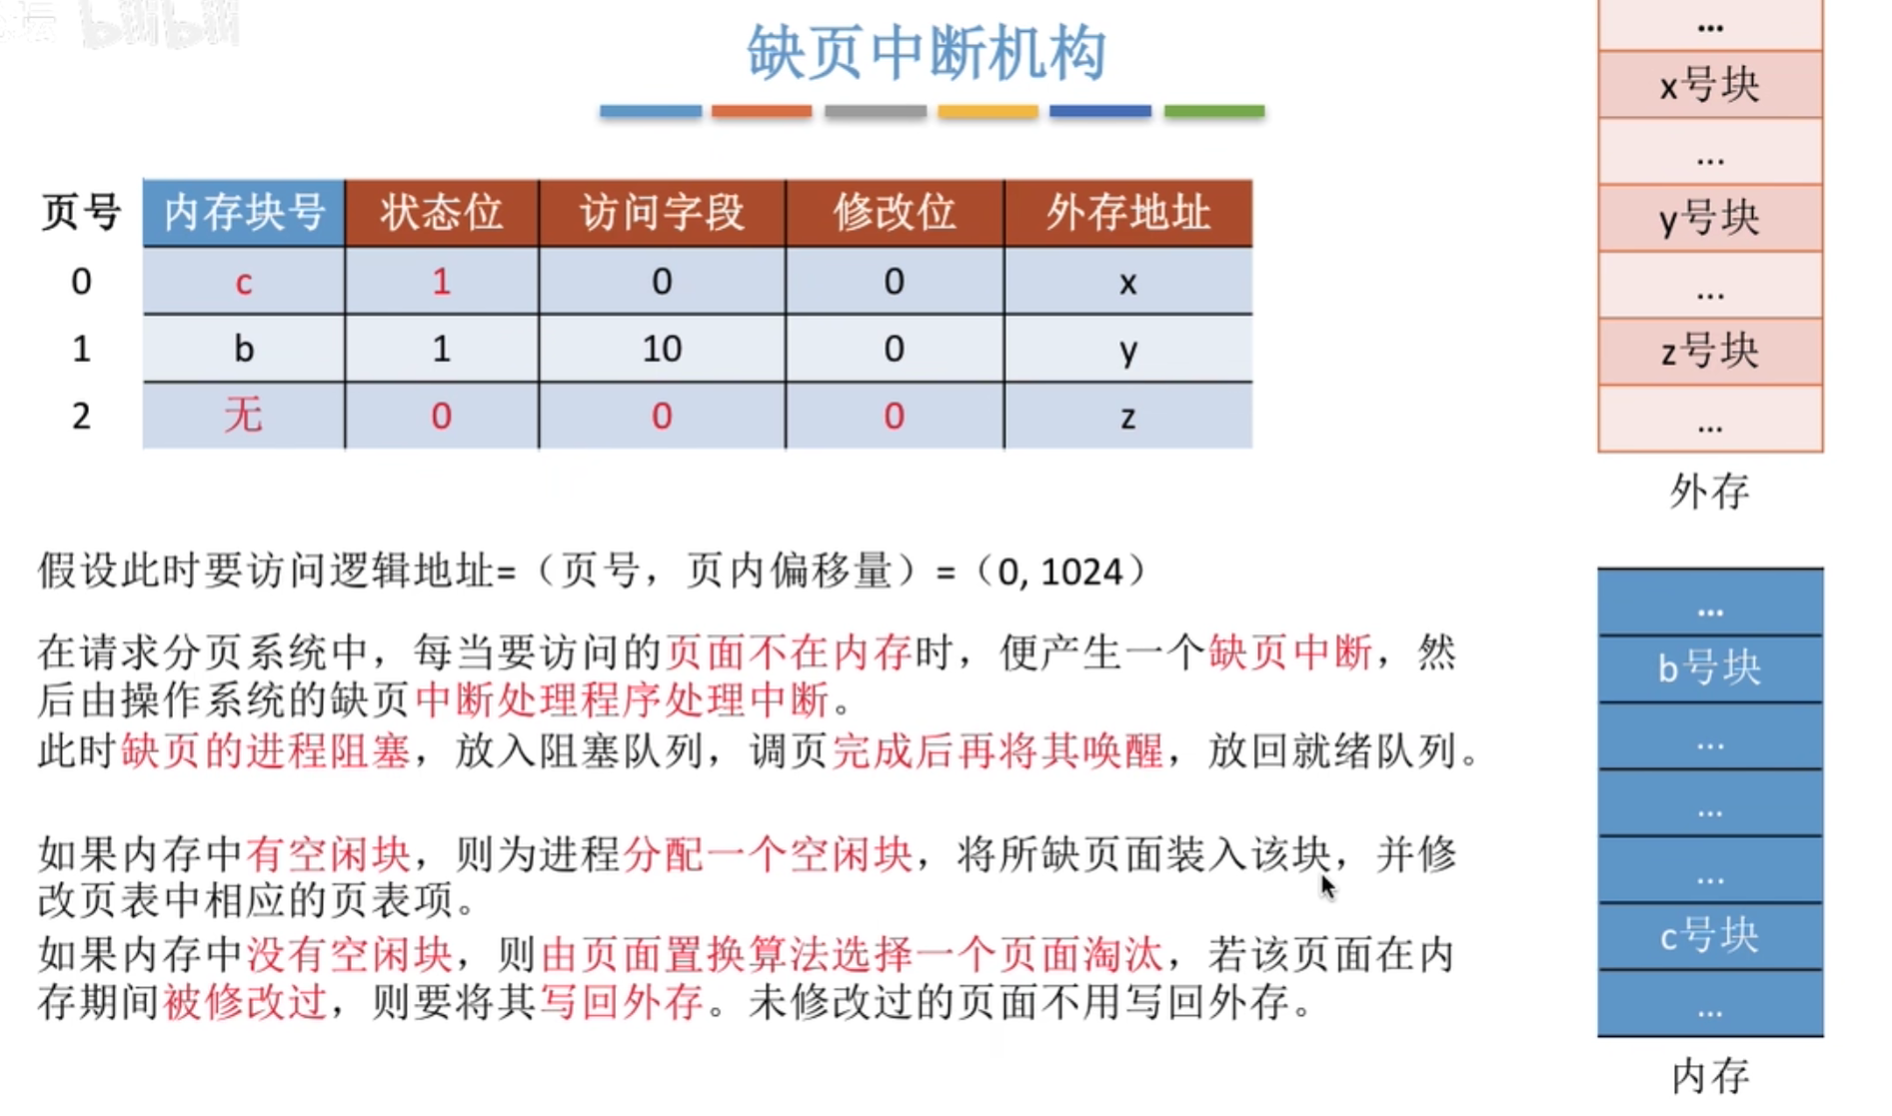 bilibili
缺页中断机构
页号 内存块号 状态位 访问字段 修改位 外存地址
0 c 1 0 0 x
1 b 1 10 0 y
2 无 0 0 0 z
假设此时要访问逻辑地址=（页号，页内偏移量）=（0, 1024）
在请求分页系统中，每当要访问的页面不在内存时，便产生一个缺页中断，然
后由操作系统的缺页中断处理程序处理中断。
此时缺页的进程阻塞，放入阻塞队列，调页完成后再将其唤醒，放回就绪队列。
如果内存中有空闲块，则为进程分配一个空闲块，将所缺页面装入该块，并修
改页表中相应的页表项。
如果内存中没有空闲块，则由页面置换算法选择一个页面淘汰，若该页面在内
存期间被修改过，则要将其写回外存。未修改过的页面不用写回外存。
...
x号块
...
y号块
...
z号块
...
外存
...
b号块
...
...
...
c号块
...
内存